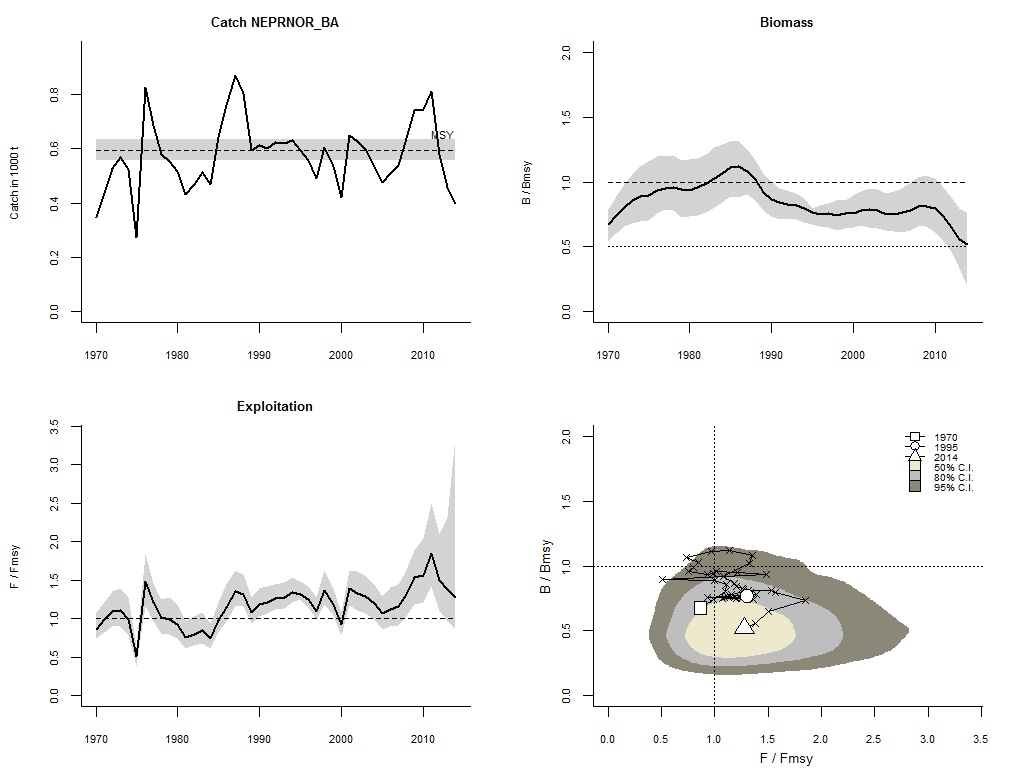 Catch NEPRNOR_BA
Catch in 1000 t
0.0 0.2 0.4 0.6 0.8
MSY
1970 1980 1990 2000 2010
Biomass
B / Bmsy
0.0 0.5 1.0 1.5 2.0
1970 1980 1990 2000 2010
Exploitation
F / Fmsy
0.0 0.5 1.0 1.5 2.0 2.5 3.0 3.5
1970 1980 1990 2000 2010
B / Bmsy
0.0 0.5 1.0 1.5 2.0
1970
1995
2014
50% C.I.
80% C.I.
95% C.I.
0.0 0.5 1.0 1.5 2.0 2.5 3.0 3.5
F / Fmsy